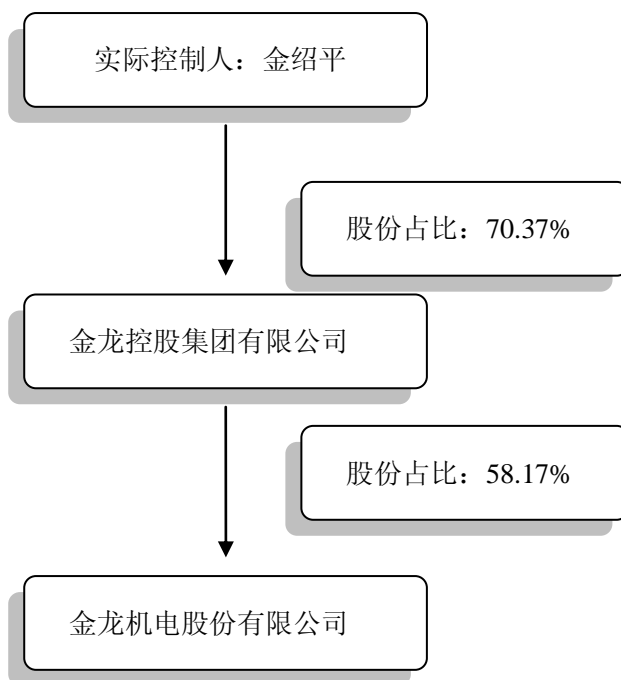 实际控制人：金绍平
股份占比：70.37%
金龙控股集团有限公司
股份占比：58.17%
金龙机电股份有限公司